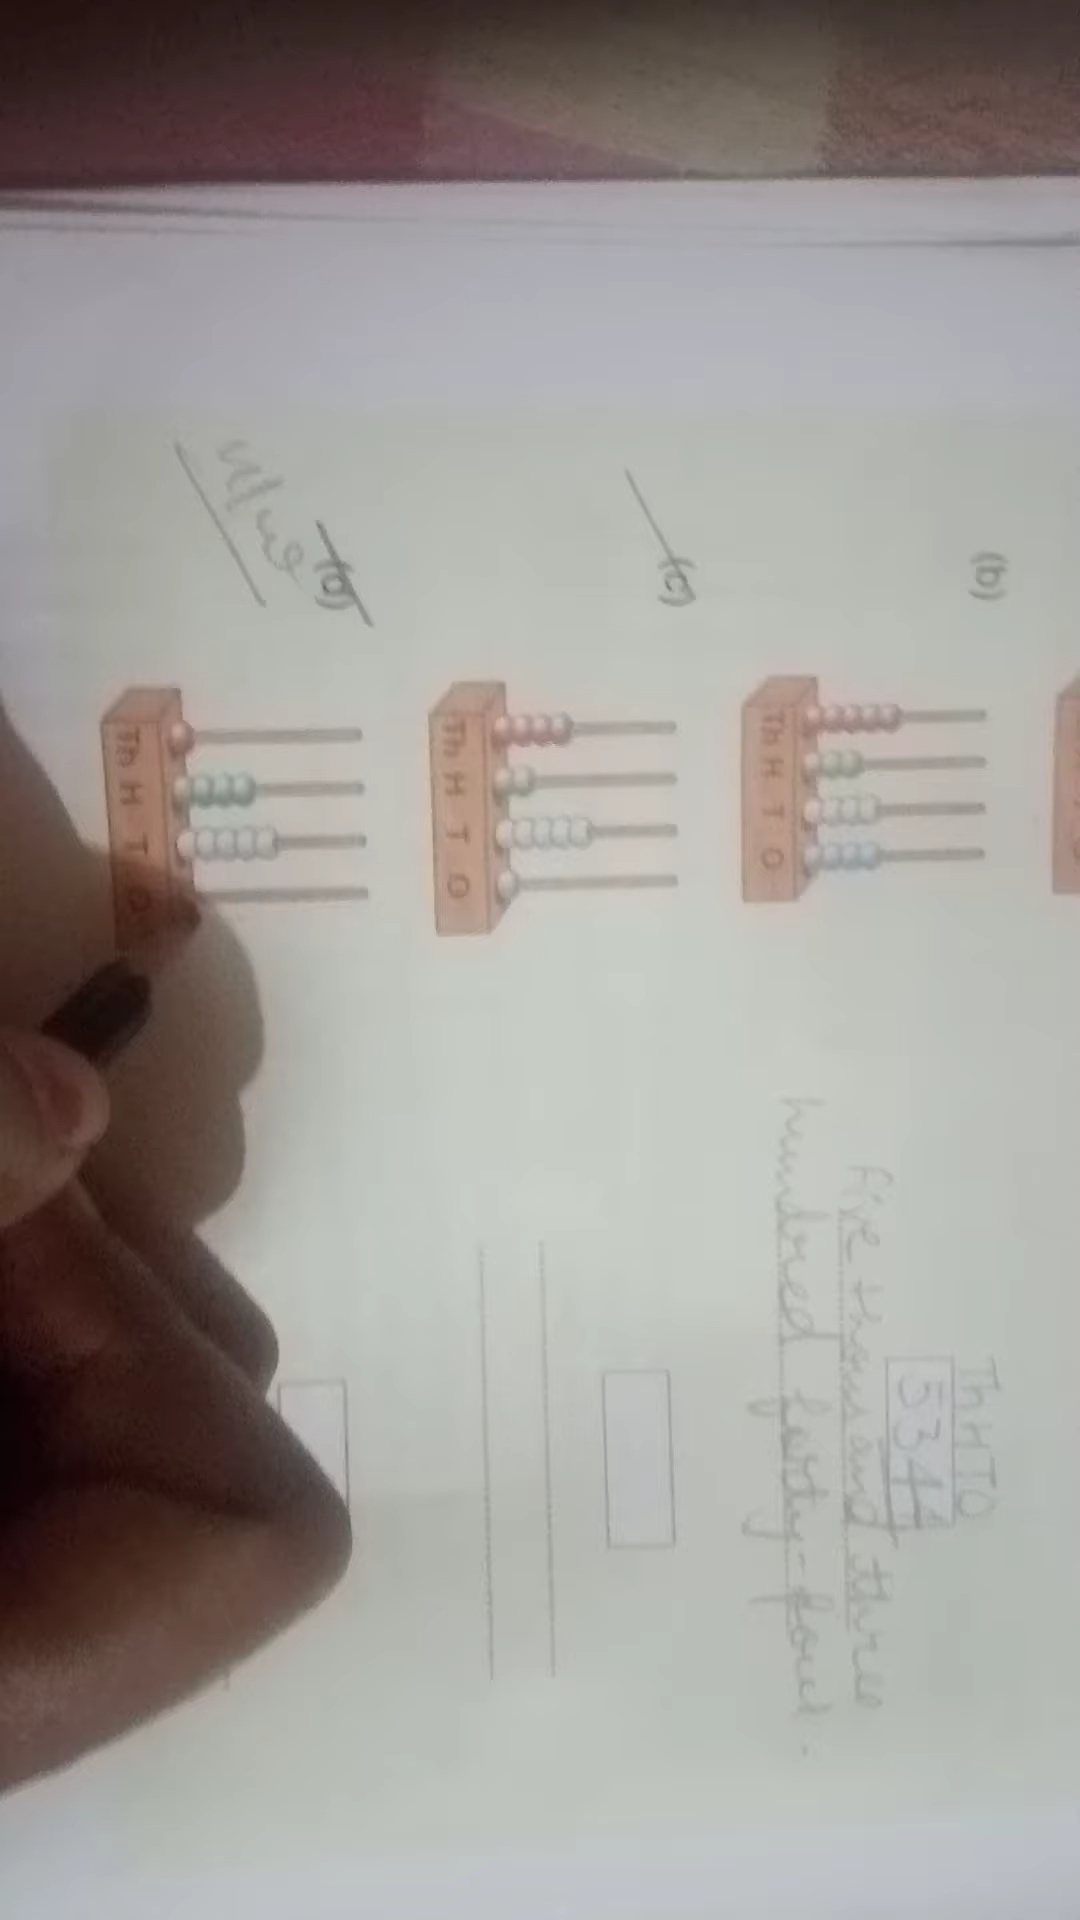 (b)
Th H T O
Th H T O
5344
five thousand three
hundred forty-four.
(c)
Th H T O
(d)
H/w
Th H T O